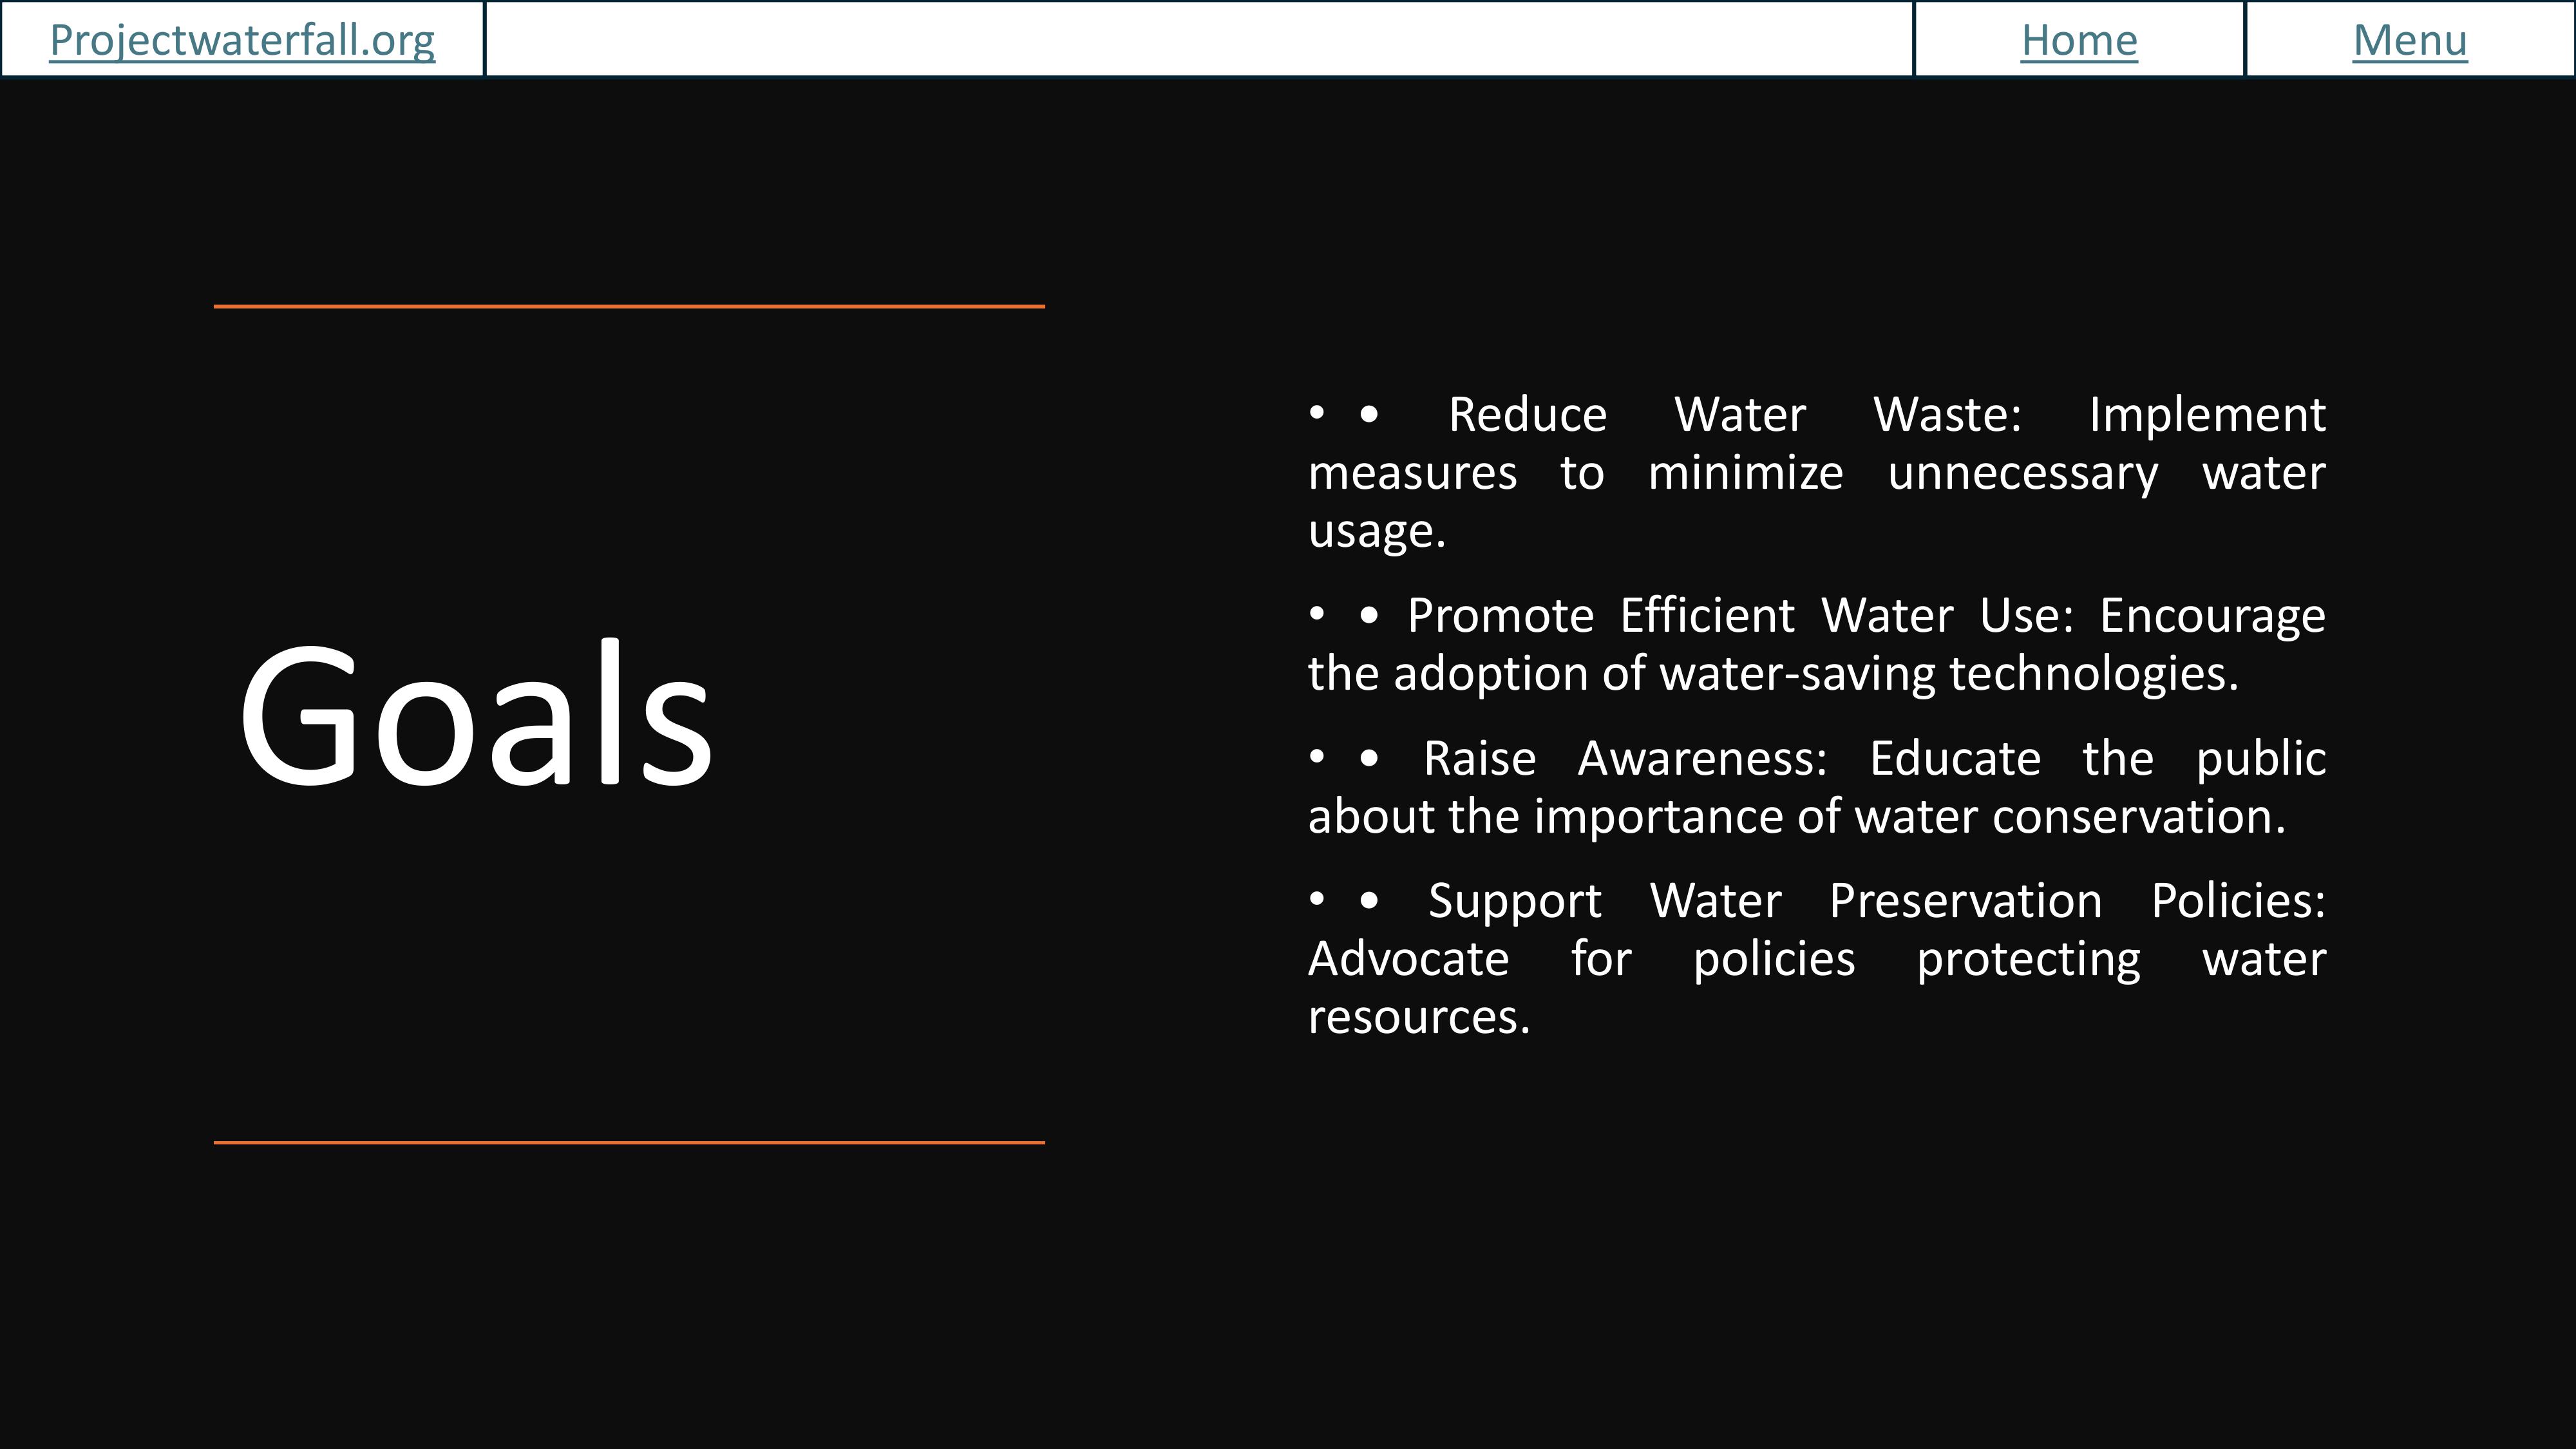 Projectwaterfall.org
Home
Menu
Goals
• • Reduce Water Waste: Implement
measures to minimize unnecessary water
usage.
• • Promote Efficient Water Use: Encourage
the adoption of water-saving technologies.
• • Raise Awareness: Educate the public
about the importance of water conservation.
• • Support Water Preservation Policies:
Advocate for policies protecting water
resources.